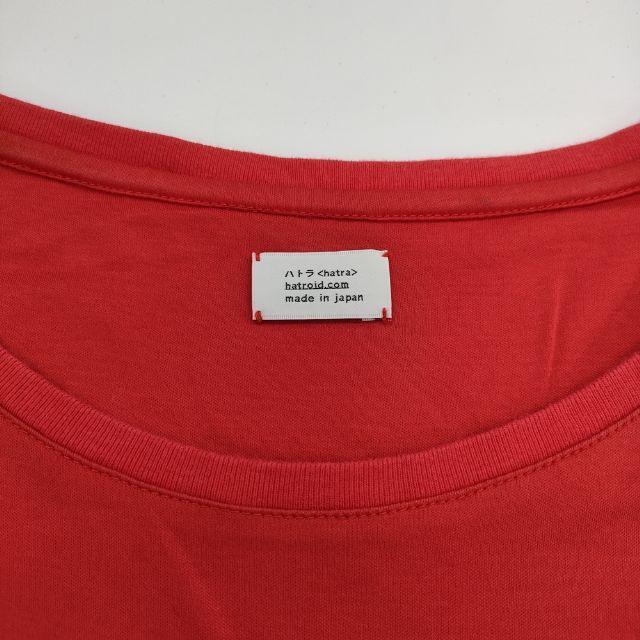 ハトラ <hatra>
hatroid.com
made in japan